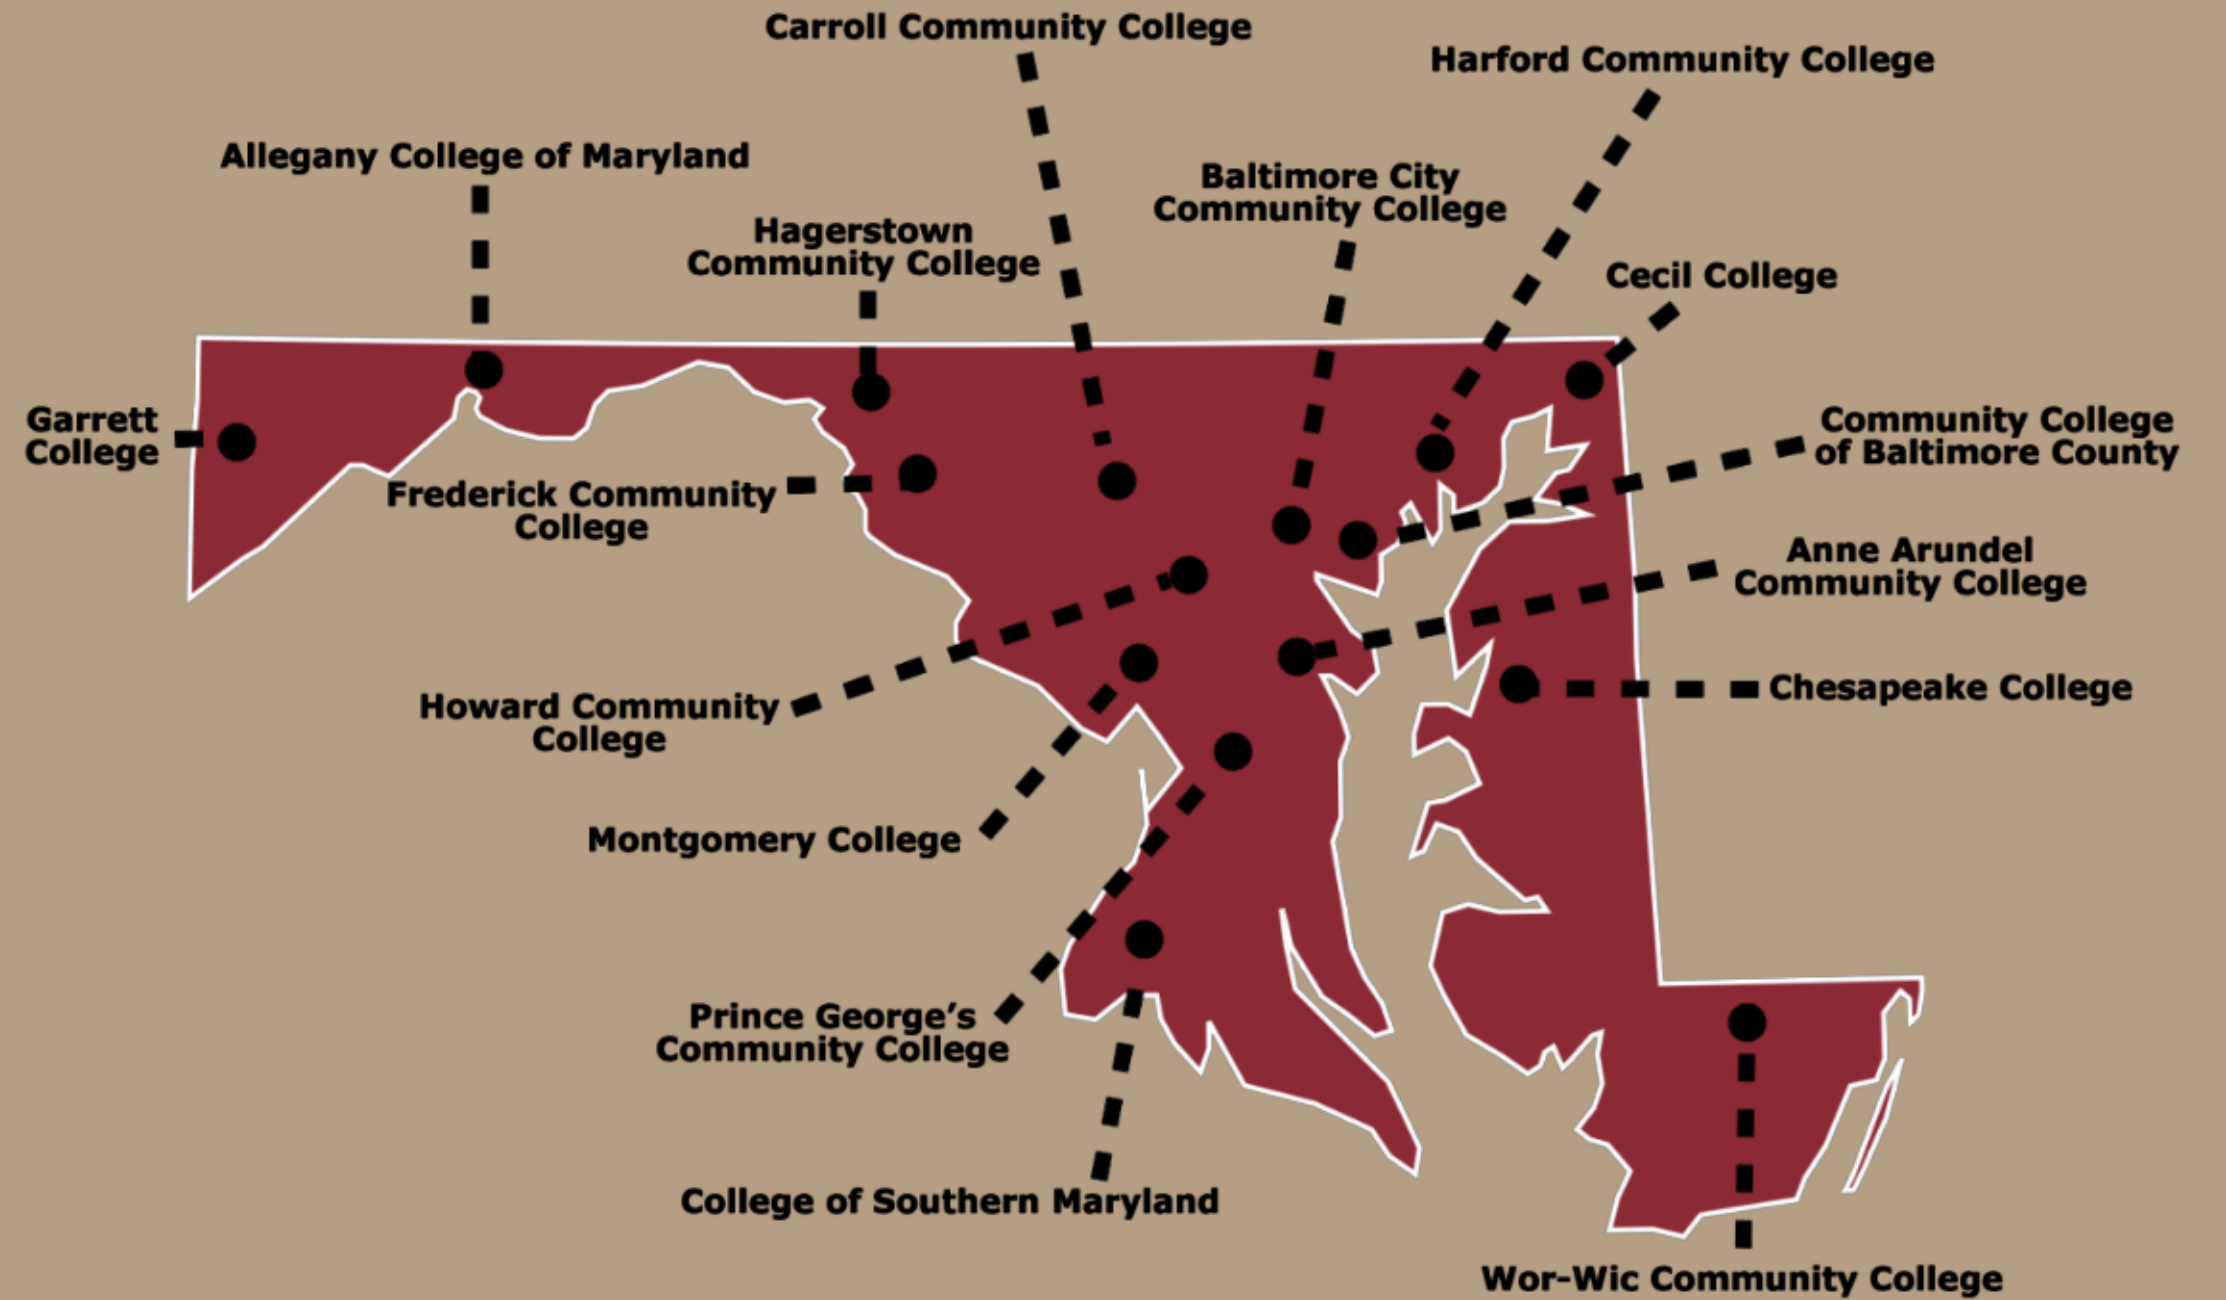 Carroll Community College
Harford Community College
Allegany College of Maryland
Baltimore City
Community College
Hagerstown
Community College
Cecil College
Garrett
College
Community College
of Baltimore County
Frederick Community
College
Anne Arundel
Community College
Howard Community
College
Chesapeake College
Montgomery College
Prince George’s
Community College
College of Southern Maryland
Wor-Wic Community College